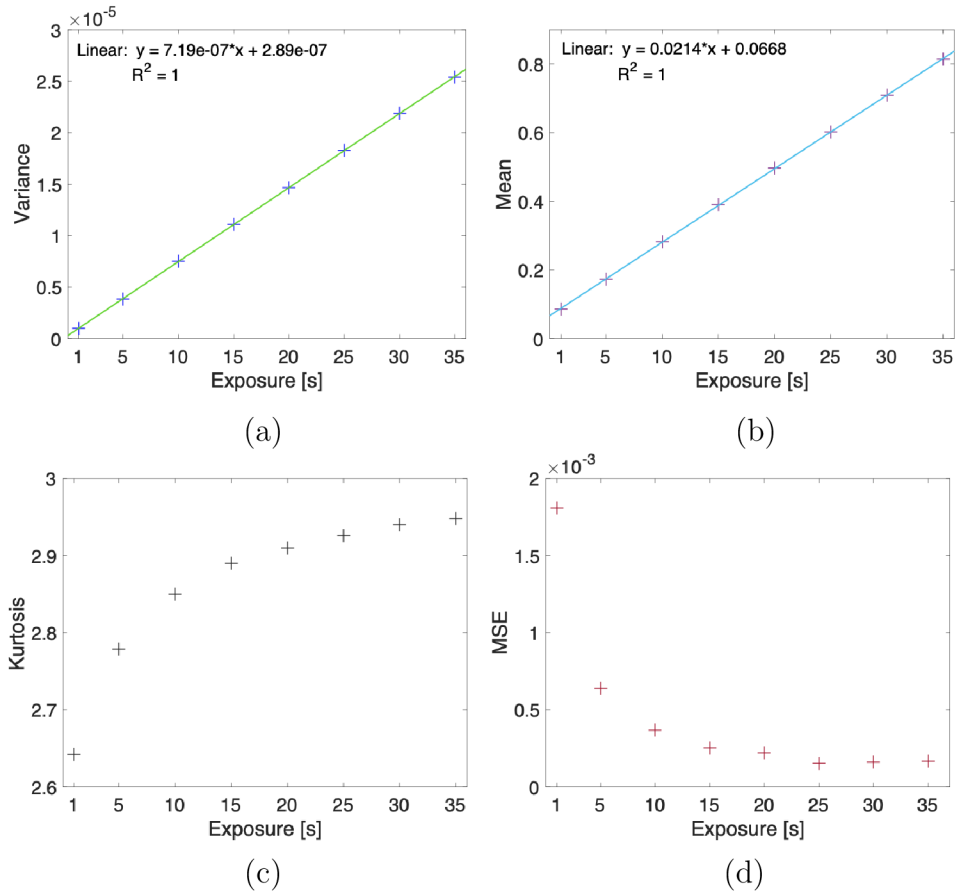 ×10^-5
Linear: y = 7.19e-07*x + 2.89e-07
R^2 = 1
3
2.5
2
1.5
1
0.5
0
Variance
1 5 10 15 20 25 30 35
Exposure [s]
(a)
Linear: y = 0.0214*x + 0.0668
R^2 = 1
0.8
0.6
0.4
0.2
0
Mean
1 5 10 15 20 25 30 35
Exposure [s]
(b)
3
2.9
2.8
2.7
2.6
Kurtosis
1 5 10 15 20 25 30 35
Exposure [s]
(c)
×10^-3
2
1.5
1
0.5
0
MSE
1 5 10 15 20 25 30 35
Exposure [s]
(d)